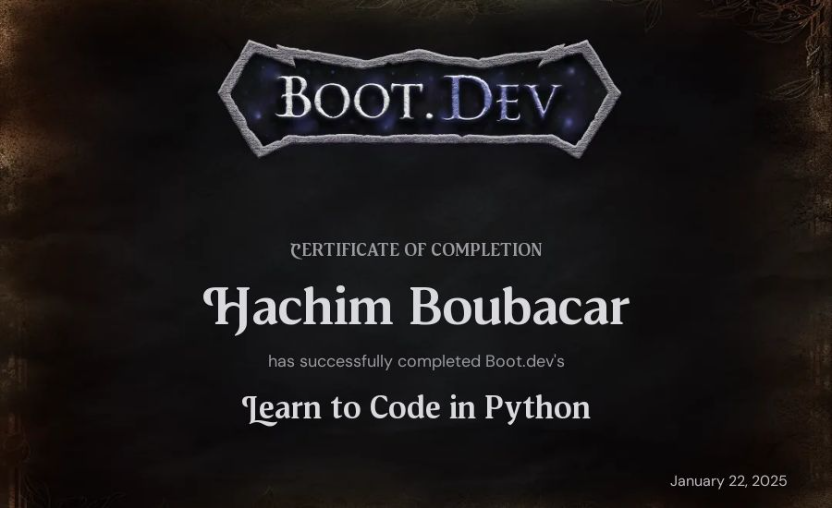 BOOT.DEV
CERTIFICATE OF COMPLETION
Hachim Boubacar
has successfully completed Boot.dev's
Learn to Code in Python
January 22, 2025